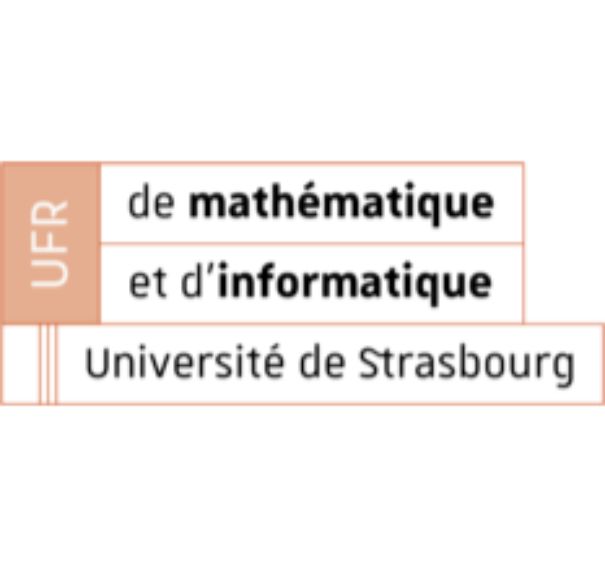 UFR
de mathématique
et d’informatique
Université de Strasbourg